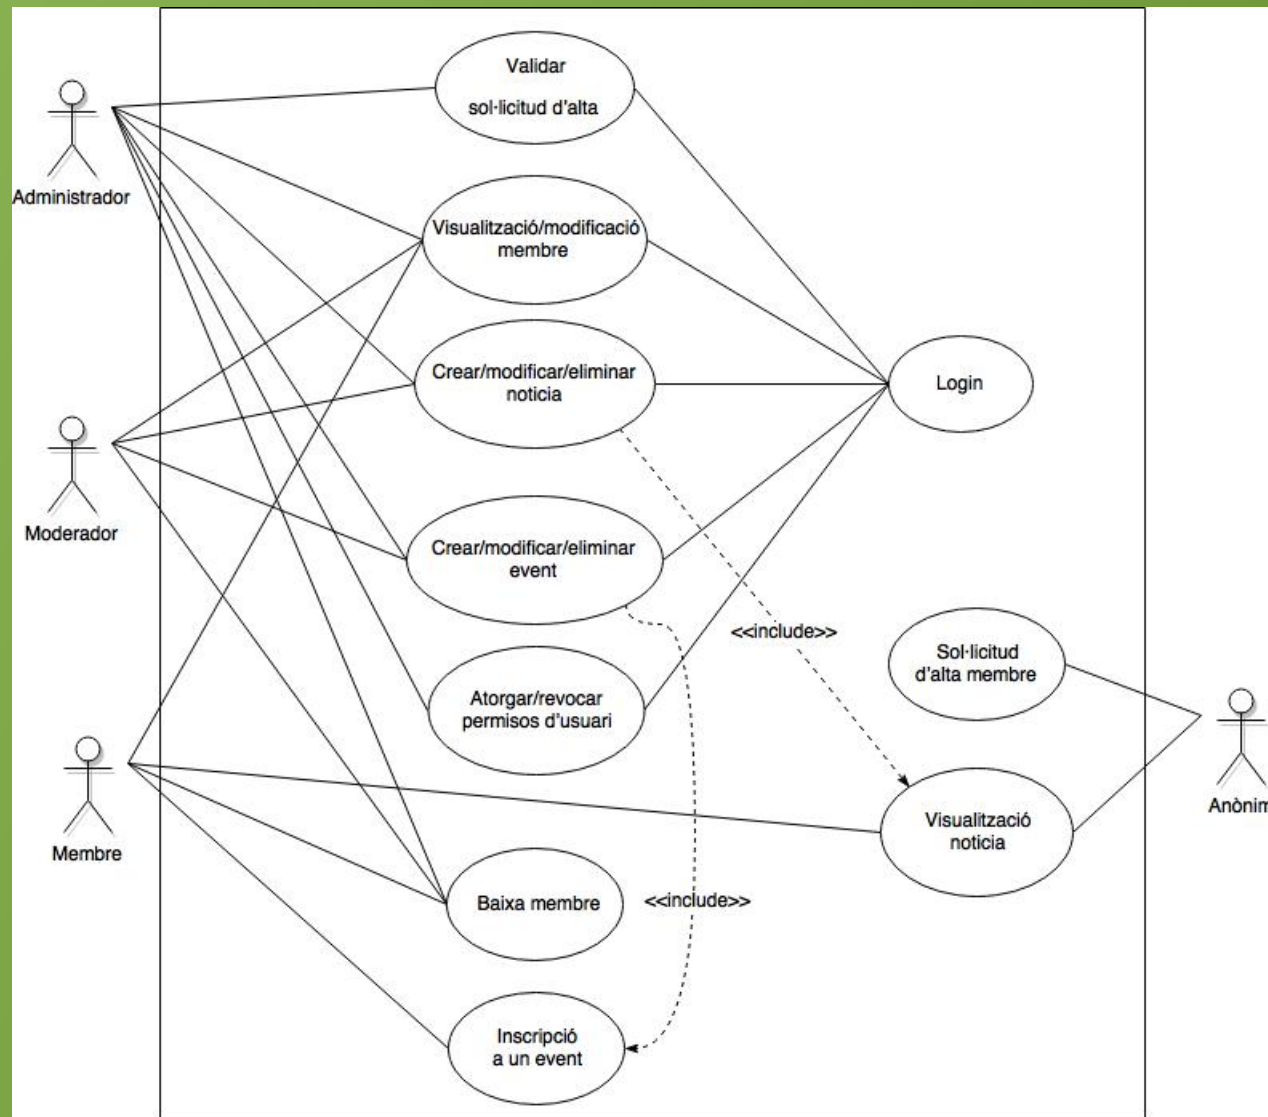 Validar
sol·licitud d'alta
Administrador
Visualització/modificació
membre
Crear/modificar/eliminar
noticia
Login
Moderador
Crear/modificar/eliminar
event
<<include>>
Sol·licitud
d'alta membre
Atorgar/revocar
permisos d'usuari
Anònim
Visualització
noticia
Membre
Baixa membre
<<include>>
Inscripció
a un event